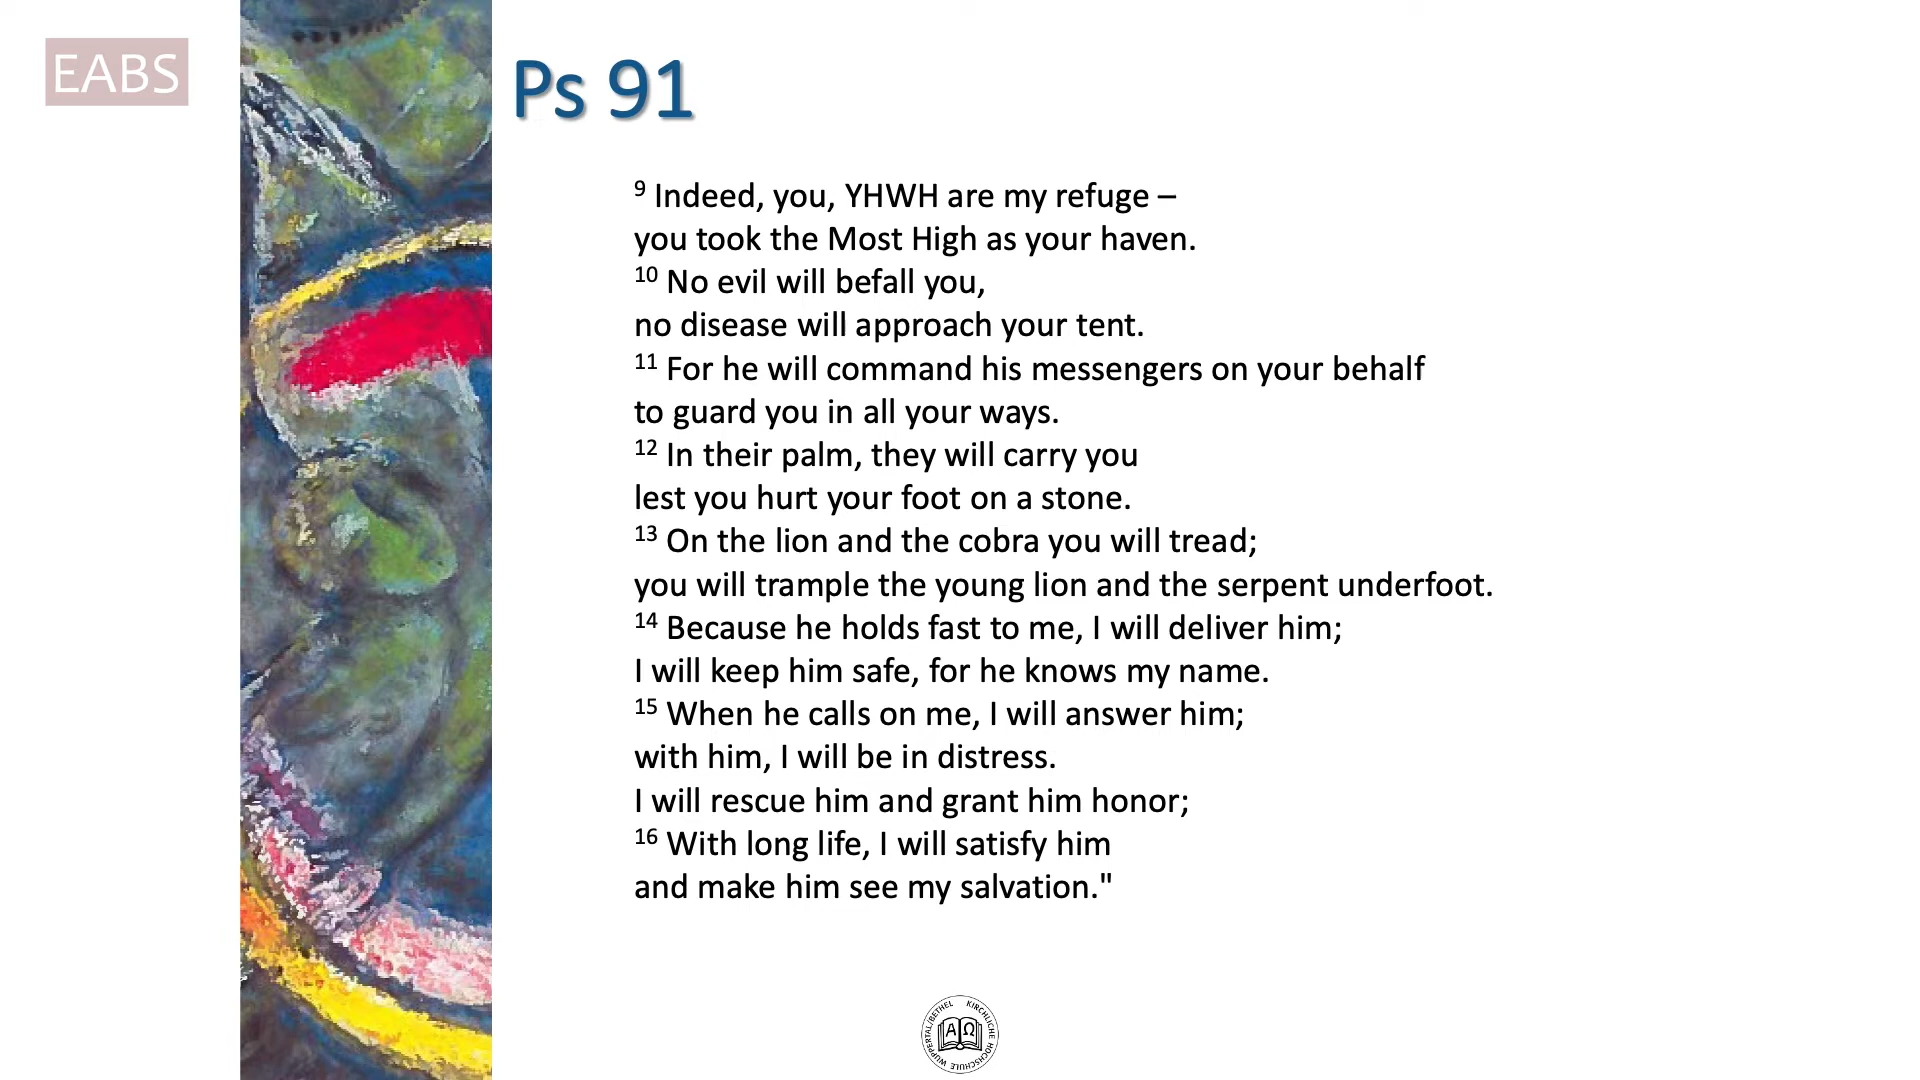 EABS
Ps 91
9 Indeed, you, YHWH are my refuge –
you took the Most High as your haven.
10 No evil will befall you,
no disease will approach your tent.
11 For he will command his messengers on your behalf
to guard you in all your ways.
12 In their palm, they will carry you
lest you hurt your foot on a stone.
13 On the lion and the cobra you will tread;
you will trample the young lion and the serpent underfoot.
14 Because he holds fast to me, I will deliver him;
I will keep him safe, for he knows my name.
15 When he calls on me, I will answer him;
with him, I will be in distress.
I will rescue him and grant him honor;
16 With long life, I will satisfy him
and make him see my salvation."
KIRCHLICHE HOCHSCHULE WUPPERTAL/BETHEL
Α Ω